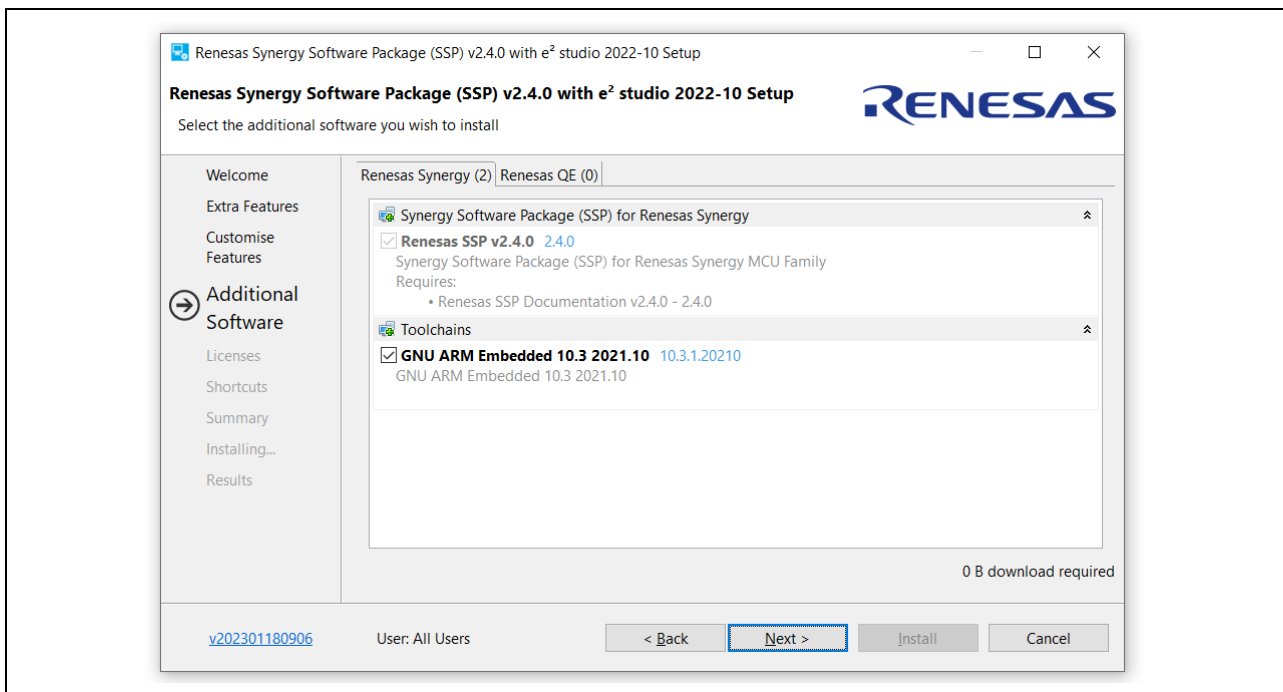 Renesas Synergy Software Package (SSP) v2.4.0 with e² studio 2022-10 Setup
Renesas Synergy Software Package (SSP) v2.4.0 with e² studio 2022-10 Setup
RENESAS
Select the additional software you wish to install
Welcome
Extra Features
Customise
Features
Additional
Software
Licenses
Shortcuts
Summary
Installing...
Results
Renesas Synergy (2) Renesas QE (0)
Synergy Software Package (SSP) for Renesas Synergy
Renesas SSP v2.4.0 2.4.0
Synergy Software Package (SSP) for Renesas Synergy MCU Family
Requires:
• Renesas SSP Documentation v2.4.0 - 2.4.0
Toolchains
GNU ARM Embedded 10.3 2021.10 10.3.1.20210
GNU ARM Embedded 10.3 2021.10
0 B download required
v202301180906 User: All Users < Back Next > Install Cancel